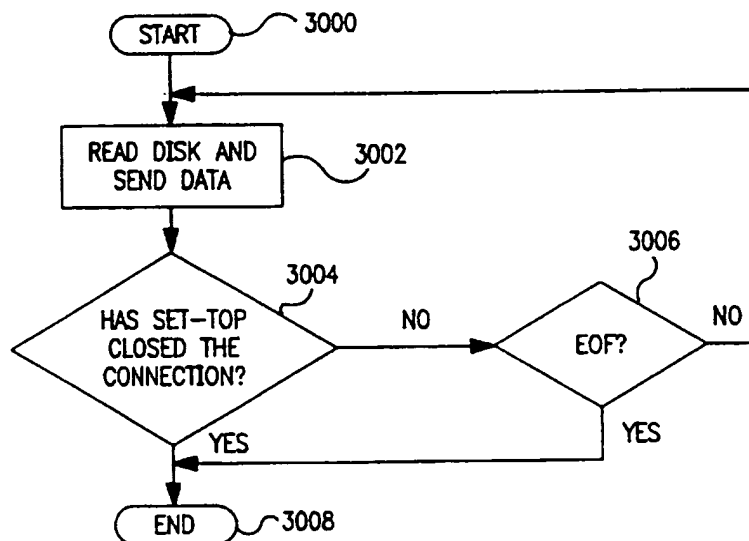 START
3000
READ DISK AND
SEND DATA
3002
3004
HAS SET-TOP
CLOSED THE
CONNECTION?
NO
3006
EOF?
NO
YES
YES
END
3008